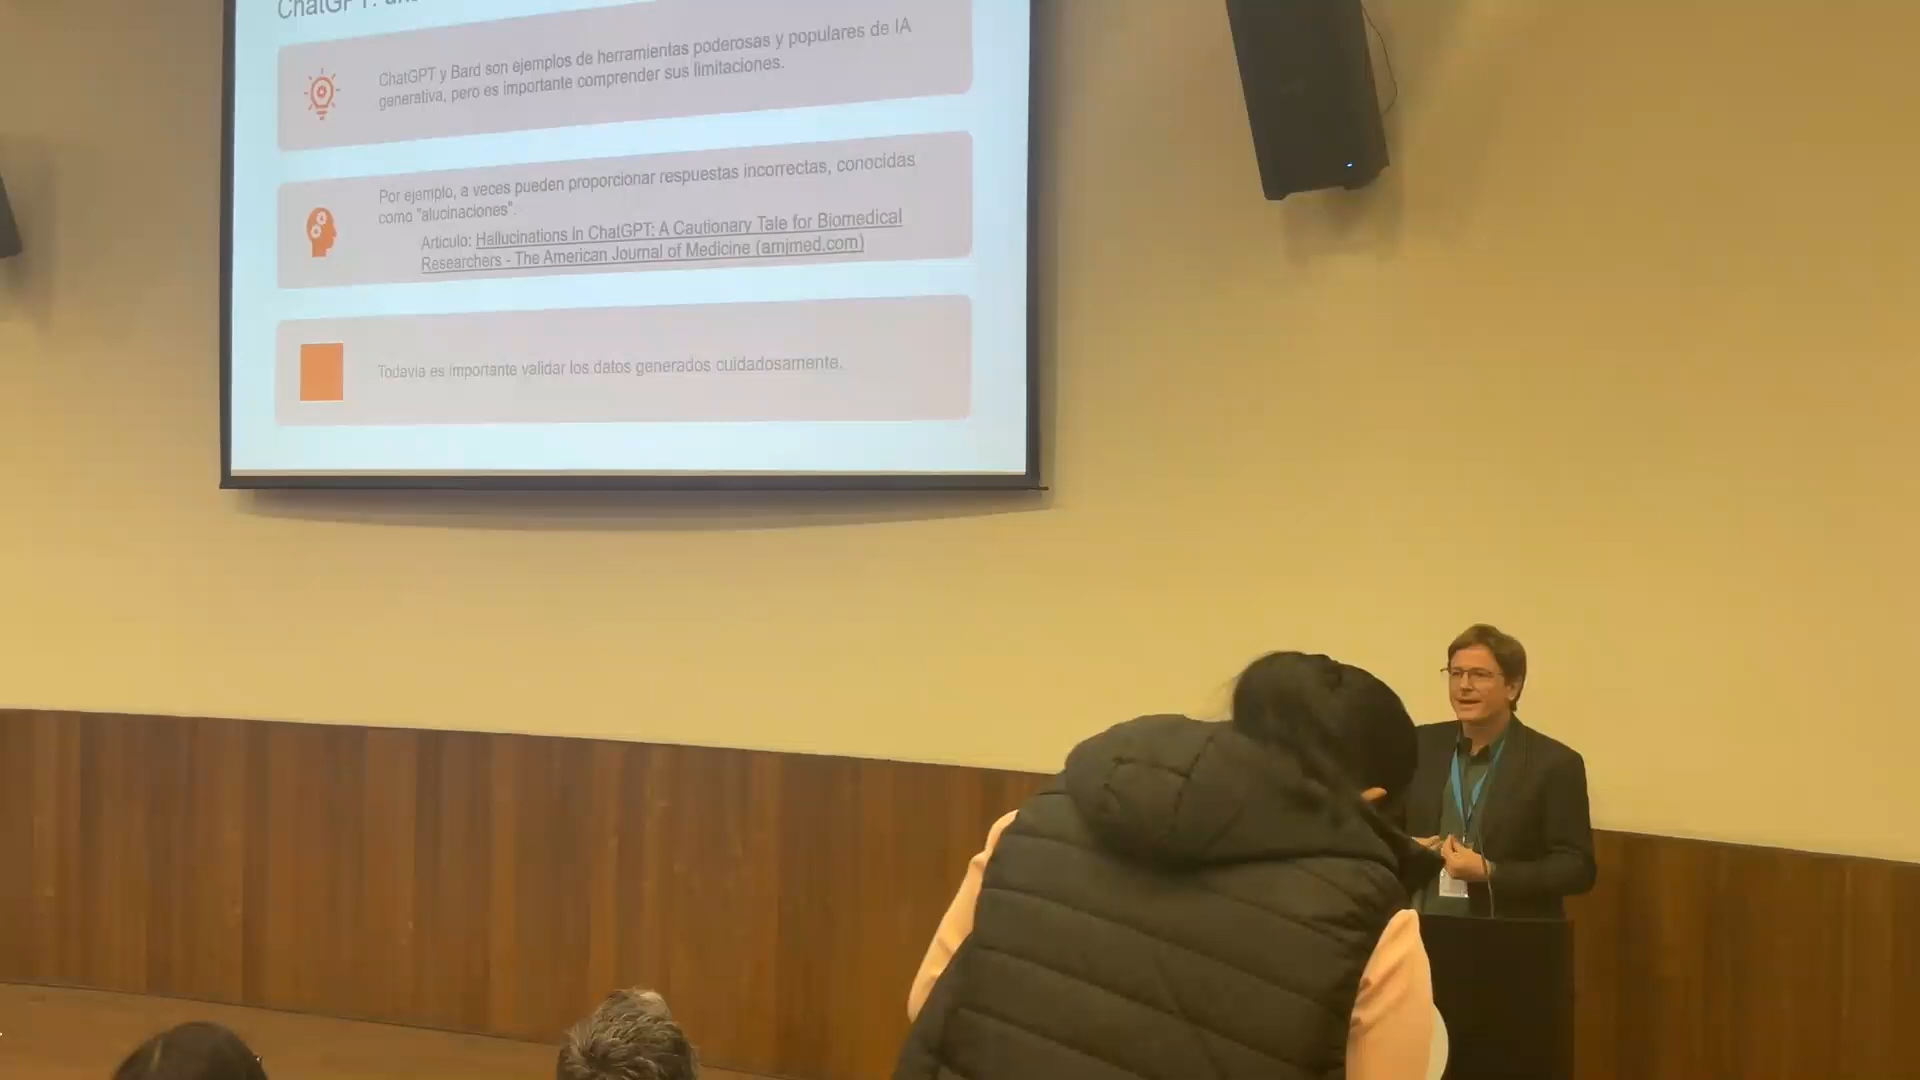 ChatGPT:
ChatGPT y Bard son ejemplos de herramientas poderosas y populares de IA
generativa, pero es importante comprender sus limitaciones.
Por ejemplo, a veces pueden proporcionar respuestas incorrectas, conocidas
como "alucinaciones".
Artículo: Hallucinations in ChatGPT: A Cautionary Tale for Biomedical
Researchers - The American Journal of Medicine (amjmed.com)
Todavía es importante validar los datos generados cuidadosamente.